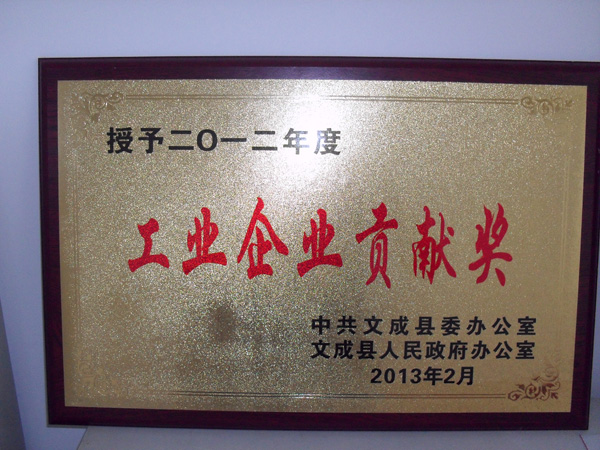 授予二〇一二年度
工业企业贡献奖
中共文成县委办公室
文成县人民政府办公室
2013年2月